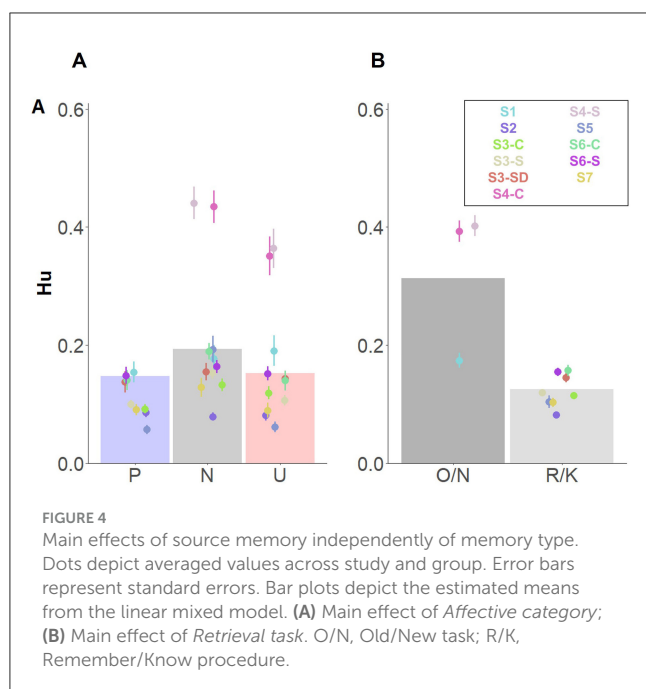 A
B
A
0.6
0.4
0.2
0.0
Hu
P N U
0.6
0.4
0.2
0.0
O/N R/K
S1 S4-S
S2 S5
S3-C S6-C
S3-S S6-S
S3-SD S7
S4-C
FIGURE 4
Main effects of source memory independently of memory type.
Dots depict averaged values across study and group. Error bars
represent standard errors. Bar plots depict the estimated means
from the linear mixed model. (A) Main effect of Affective category;
(B) Main effect of Retrieval task. O/N, Old/New task; R/K,
Remember/Know procedure.